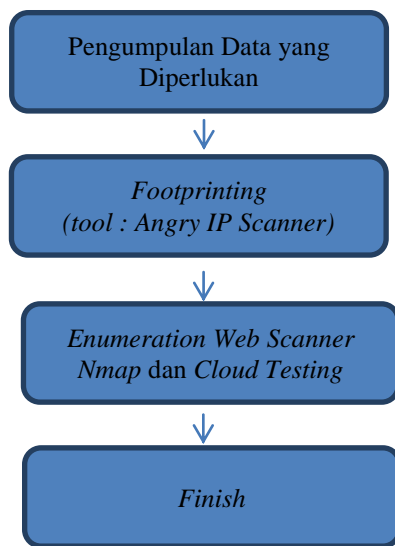 Pengumpulan Data yang
Diperlukan
Footprinting
(tool : Angry IP Scanner)
Enumeration Web Scanner
Nmap dan Cloud Testing
Finish